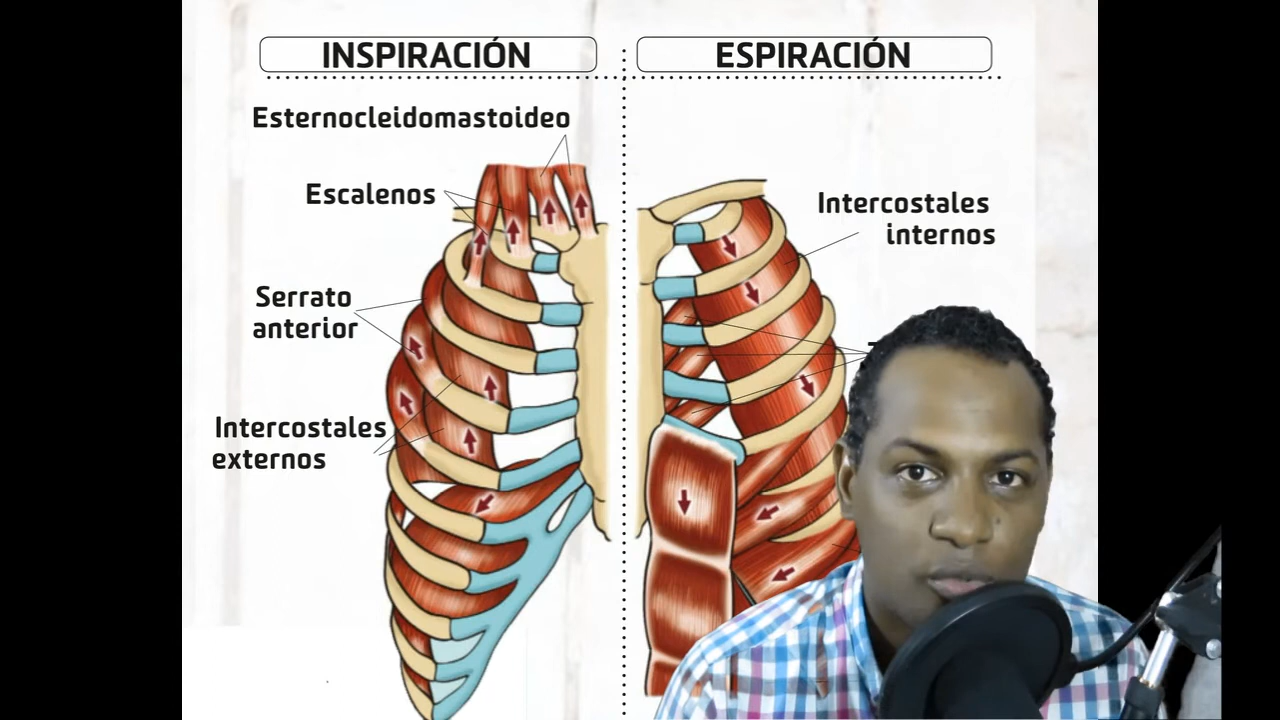 INSPIRACIÓN
Esternocleidomastoideo
Escalenos
Serrato
anterior
Intercostales
externos
ESPIRACIÓN
Intercostales
internos